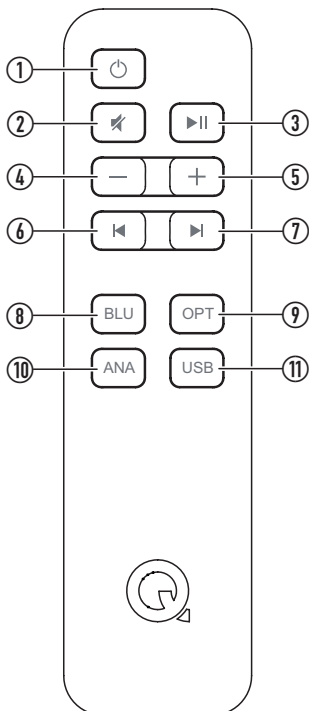 ①
② ③
④ ⑤
⑥ ⑦
⑧ BLU OPT ⑨
⑩ ANA USB ⑪